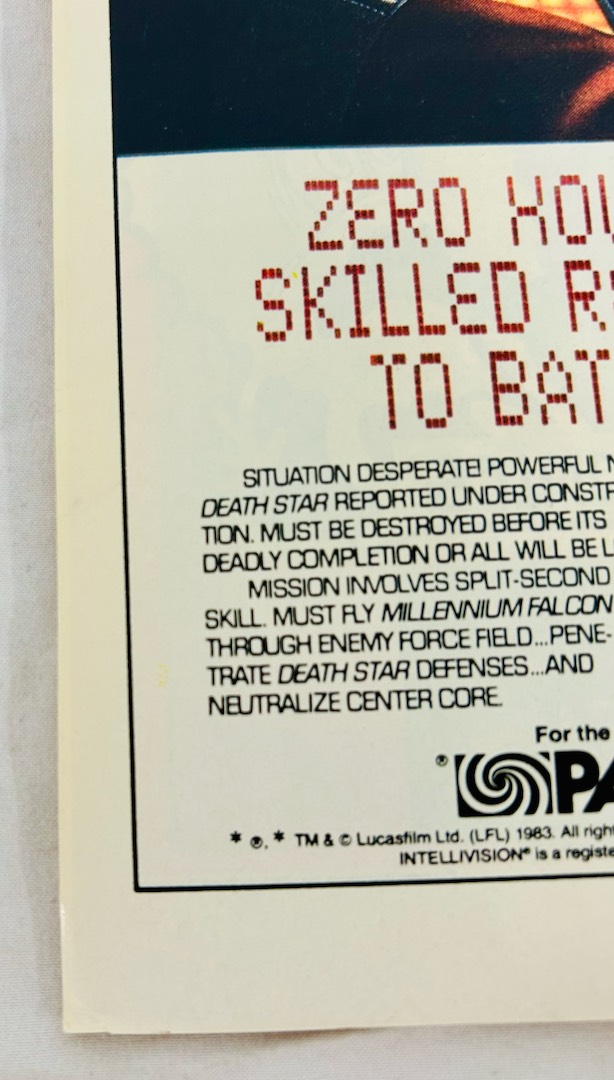 ZERO HOU
SKILLED R
TO BAT
SITUATION DESPERATE! POWERFUL N
DEATH STAR REPORTED UNDER CONSTR
TION. MUST BE DESTROYED BEFORE ITS
DEADLY COMPLETION OR ALL WILL BE L
MISSION INVOLVES SPLIT-SECOND
SKILL. MUST FLY MILLENNIUM FALCON
THROUGH ENEMY FORCE FIELD...PENE-
TRATE DEATH STAR DEFENSES...AND
NEUTRALIZE CENTER CORE.
For the
® PA
* ®, * TM & © Lucasfilm Ltd. (LFL) 1983. All righ
INTELLIVISION® is a registe